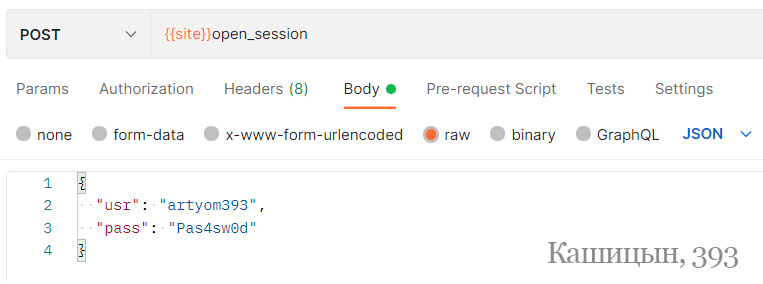 POST {{site}}open_session
Params Authorization Headers (8) Body Pre-request Script Tests Settings
none form-data x-www-form-urlencoded raw binary GraphQL JSON
1 {
2 "usr": "artyom393",
3 "pass": "Pas4sw0d"
4 }
Кашицын, 393